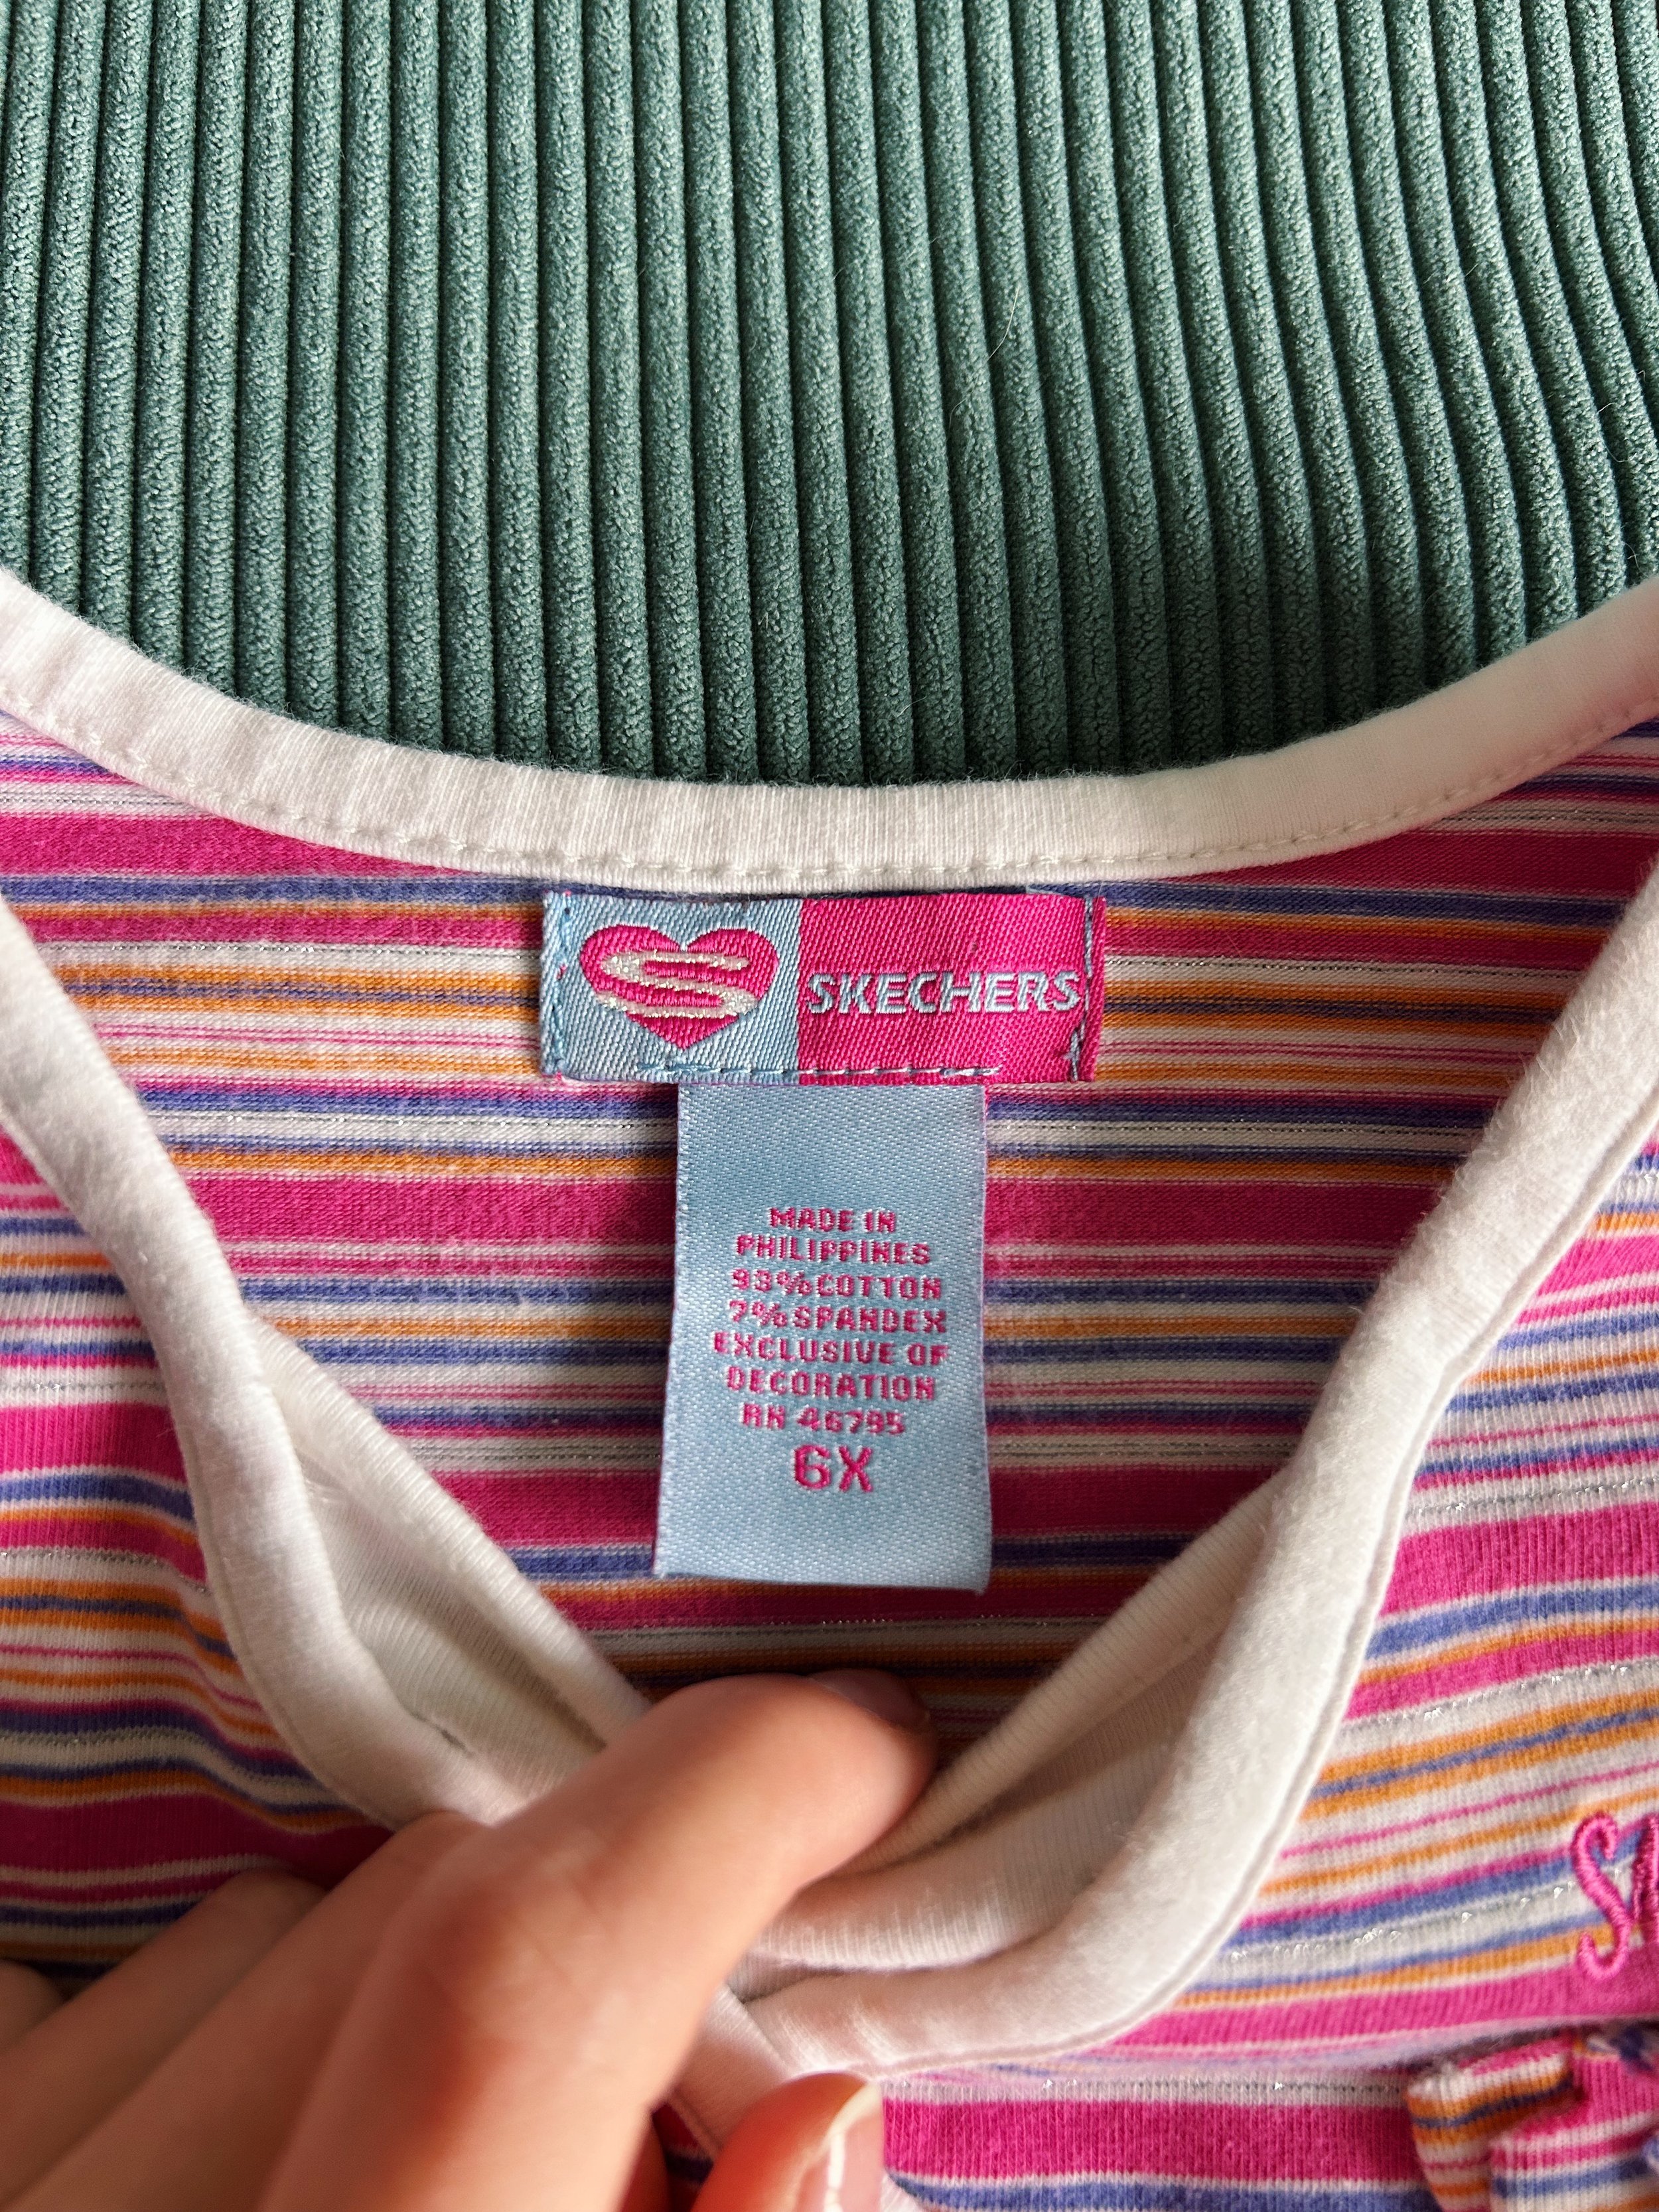 SKECHERS
MADE IN
PHILIPPINES
93%COTTON
7%SPANDEX
EXCLUSIVE OF
DECORATION
RN 46795
6X